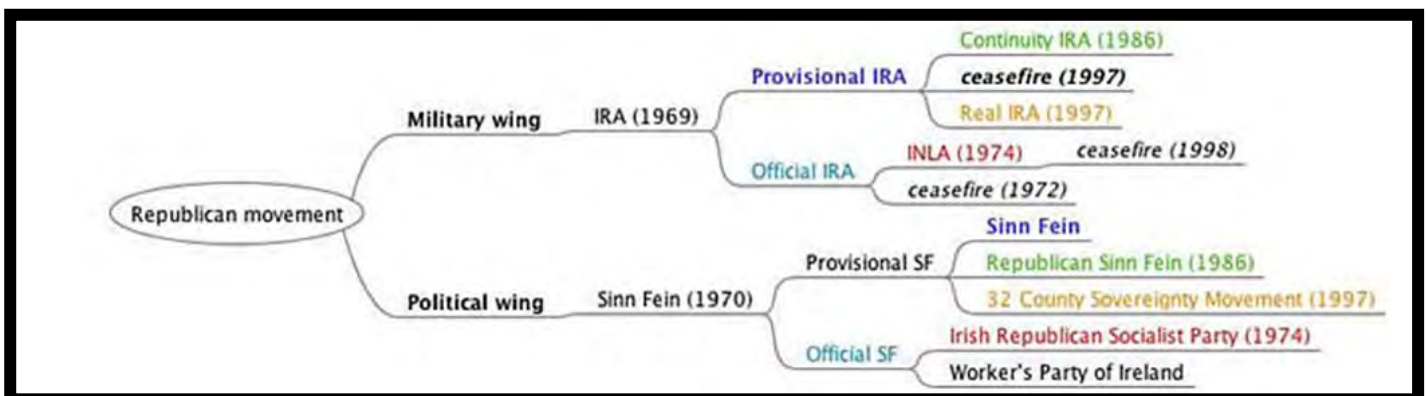 Republican movement
Military wing
IRA (1969)
Provisional IRA
Continuity IRA (1986)
ceasefire (1997)
Real IRA (1997)
Official IRA
INLA (1974)
ceasefire (1998)
ceasefire (1972)
Political wing
Sinn Fein (1970)
Provisional SF
Sinn Fein
Republican Sinn Fein (1986)
32 County Sovereignty Movement (1997)
Official SF
Irish Republican Socialist Party (1974)
Worker's Party of Ireland